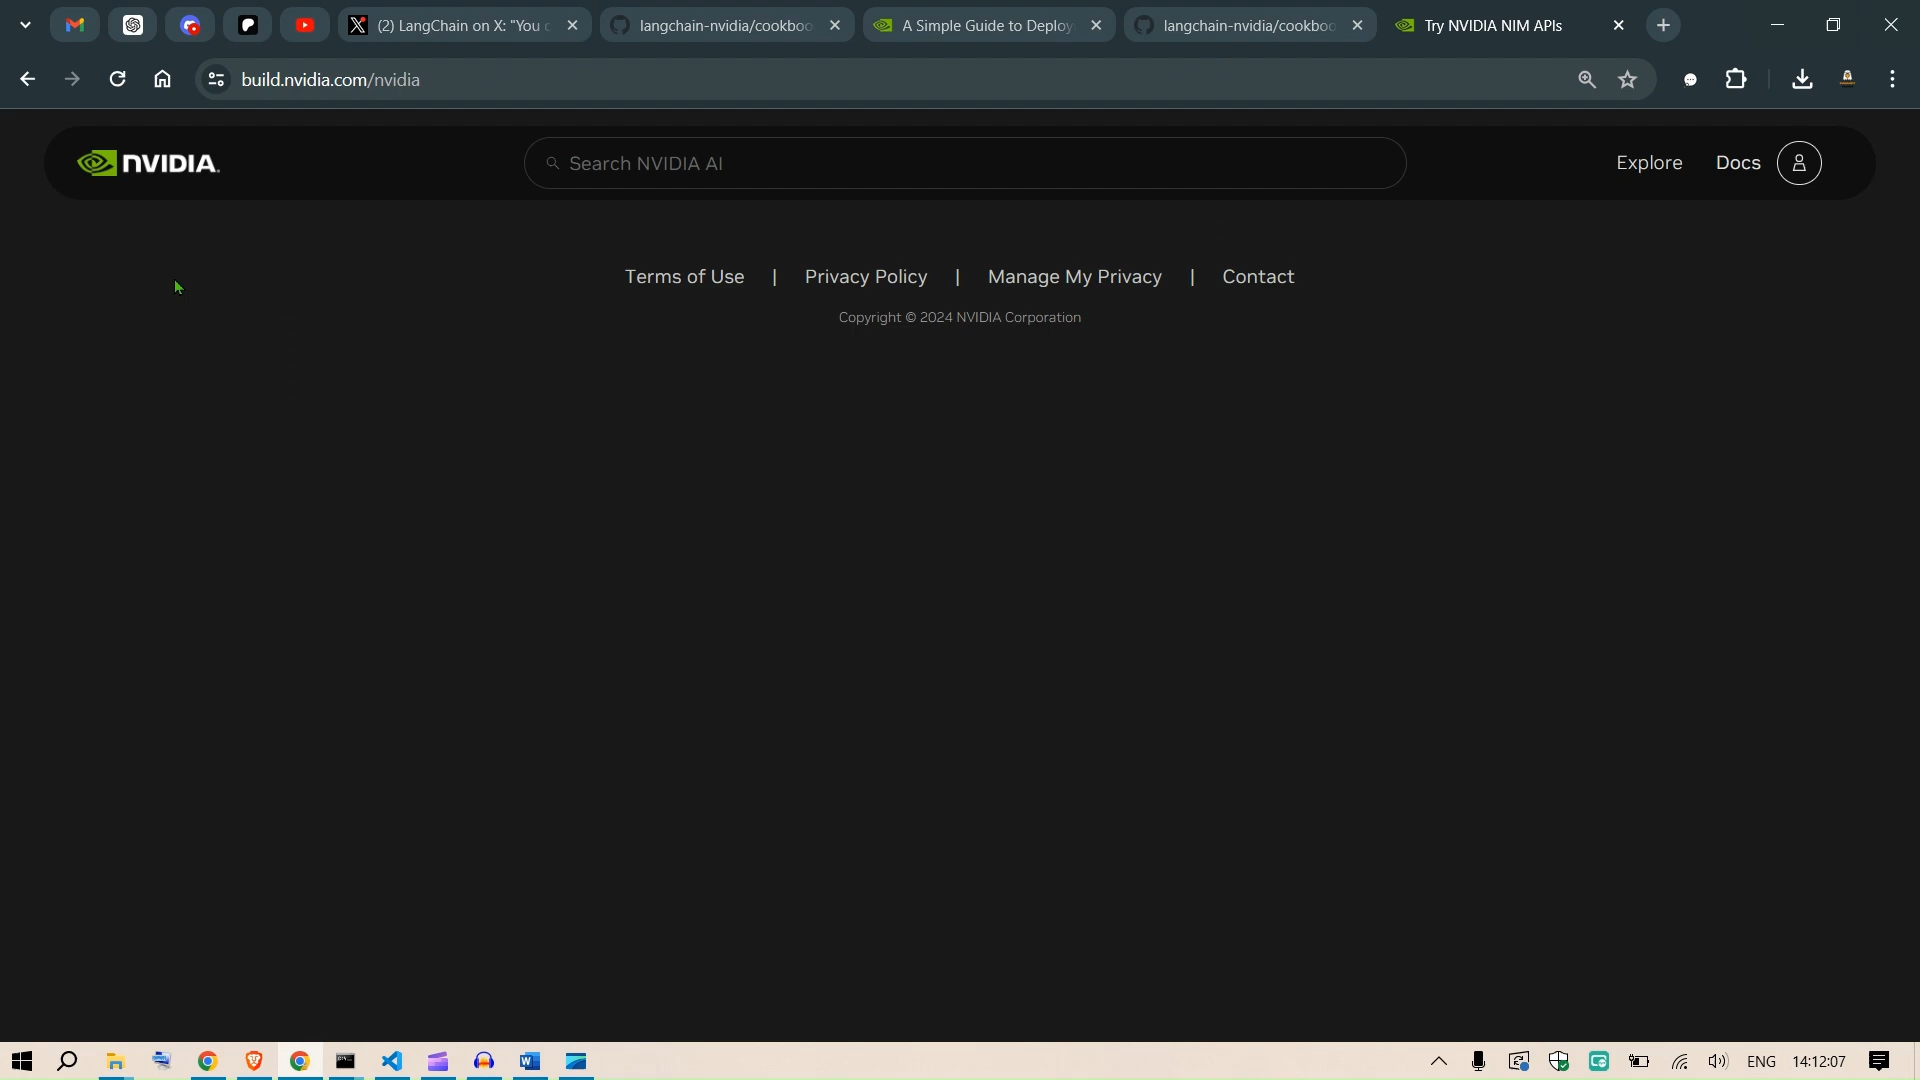 (2) LangChain on X: "You c
langchain-nvidia/cookboo
A Simple Guide to Deploy
langchain-nvidia/cookboo
Try NVIDIA NIM APIs
build.nvidia.com/nvidia
NVIDIA.
Search NVIDIA AI
Explore
Docs
Terms of Use | Privacy Policy | Manage My Privacy | Contact
Copyright © 2024 NVIDIA Corporation
ENG
14:12:07